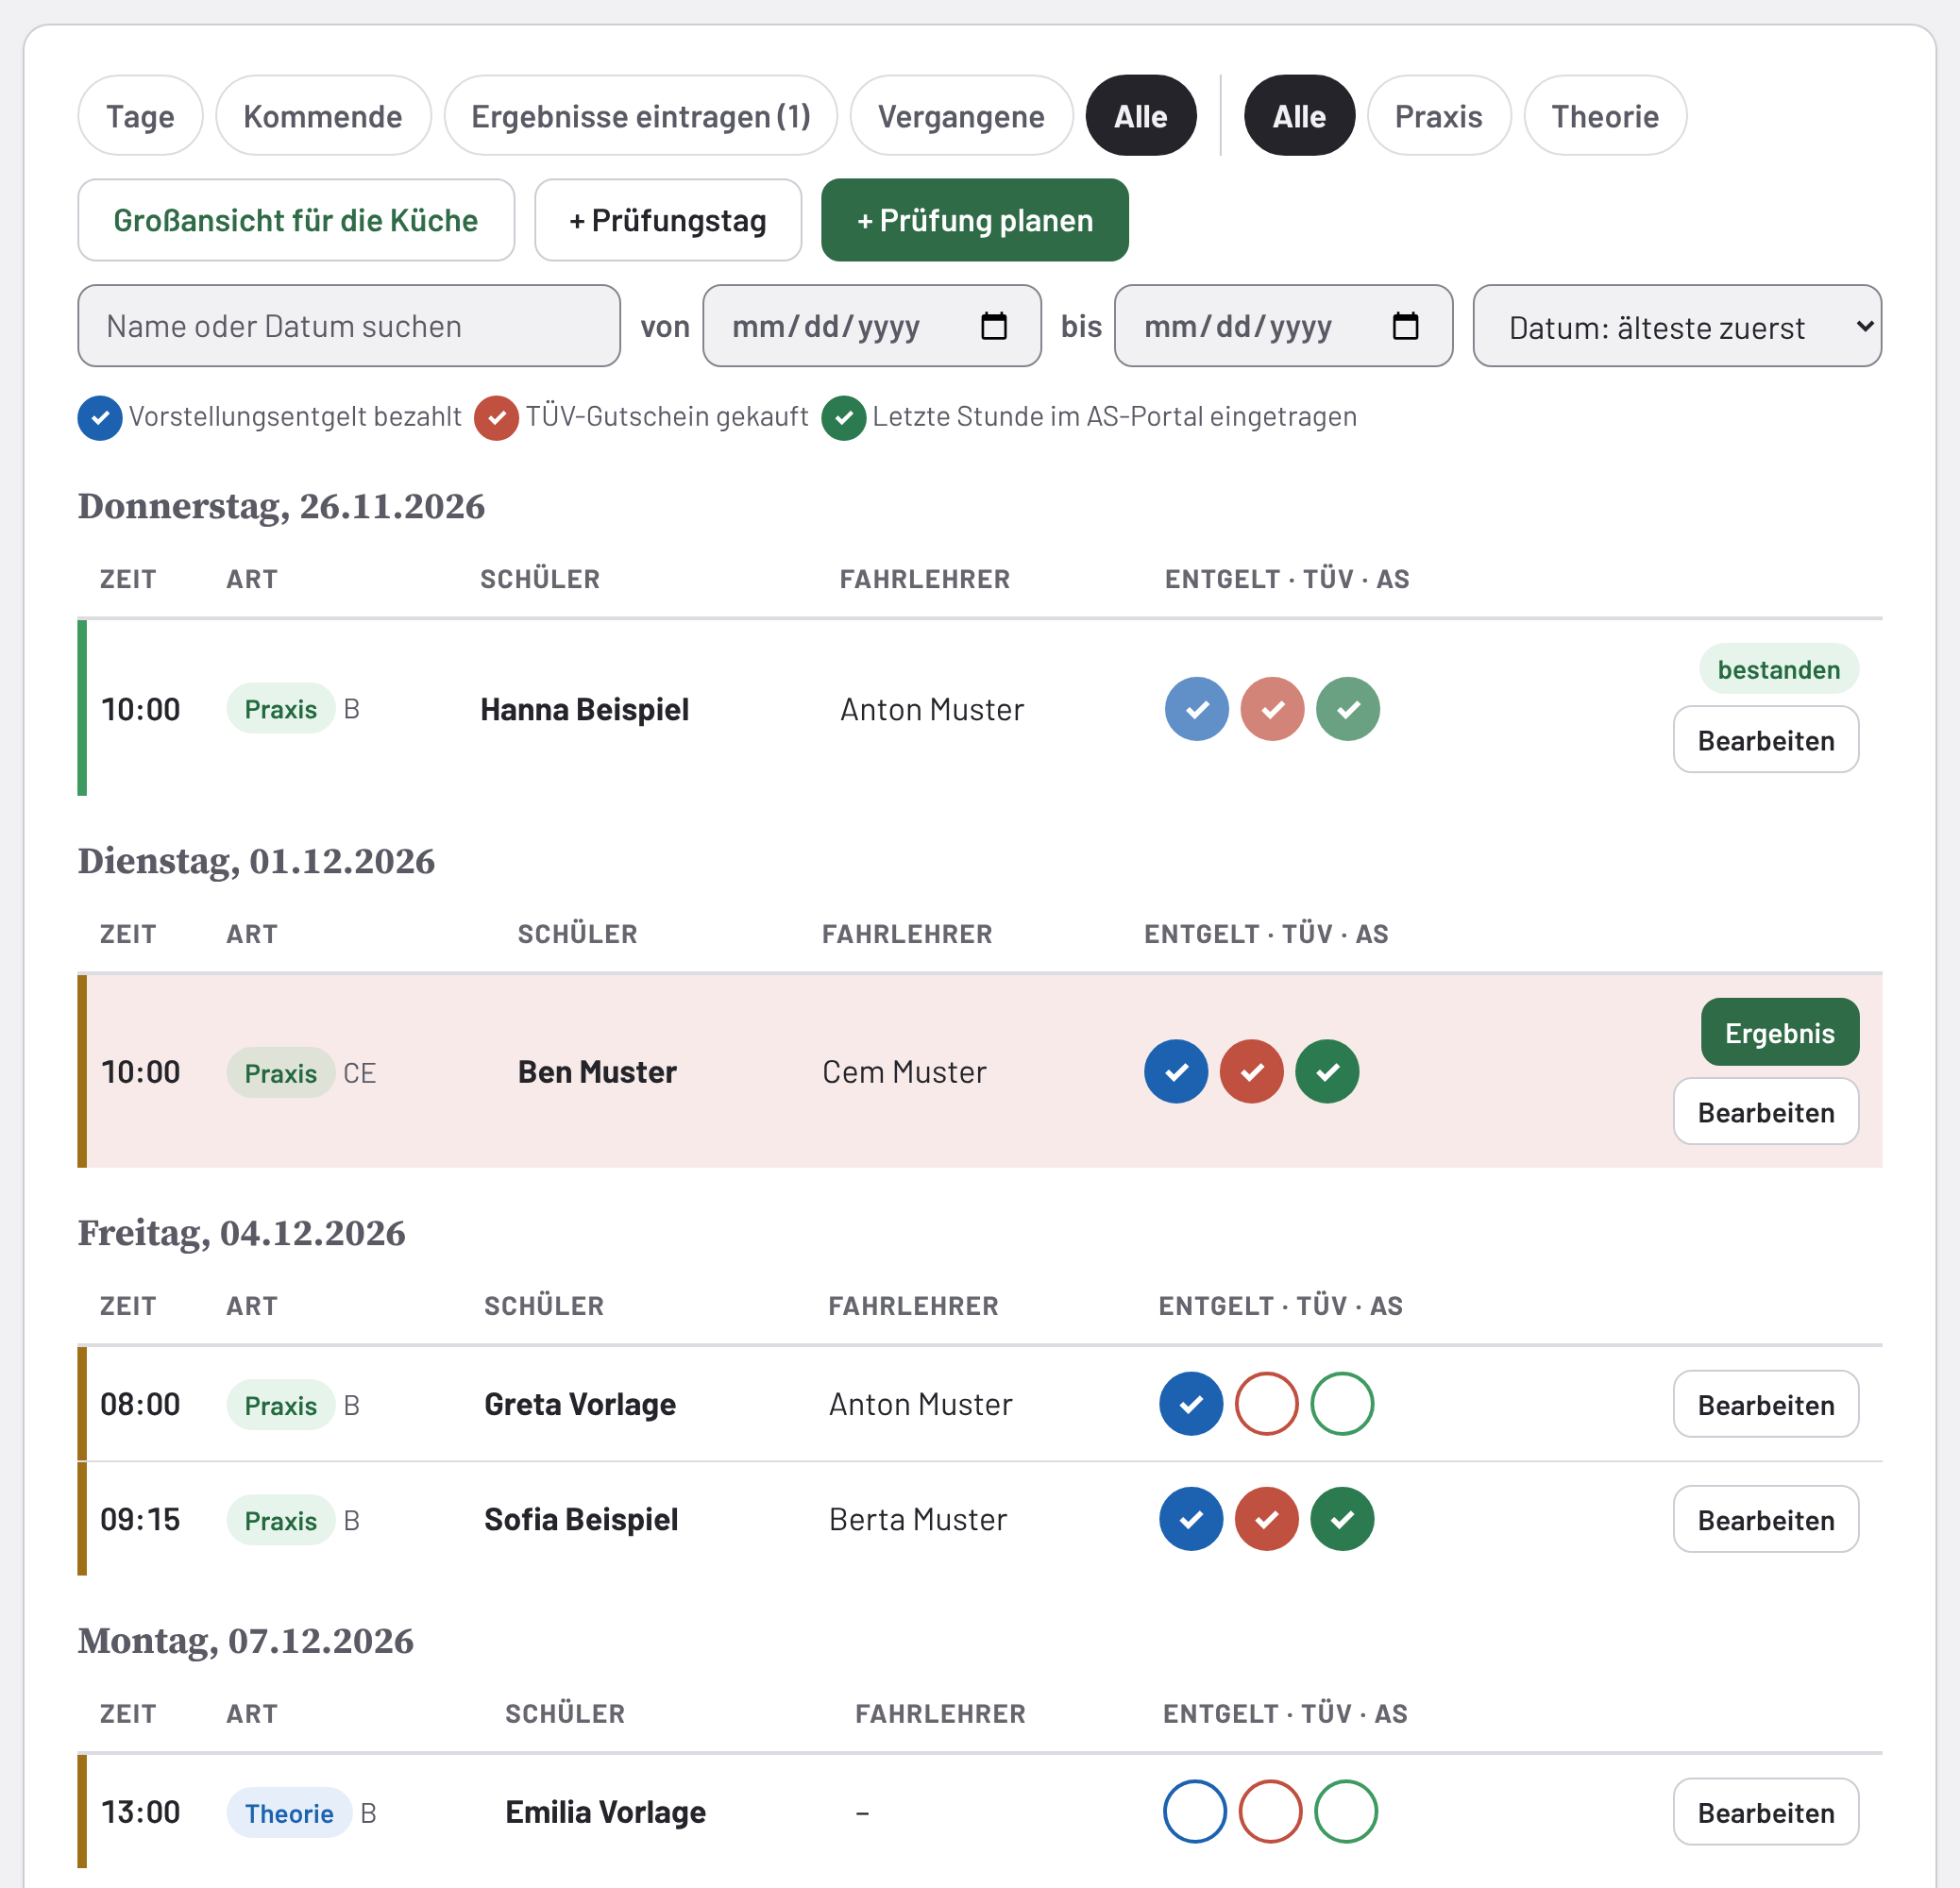 Tage Kommende Ergebnisse eintragen (1) Vergangene Alle Alle Praxis Theorie
Großansicht für die Küche + Prüfungstag + Prüfung planen
Name oder Datum suchen von mm/dd/yyyy bis mm/dd/yyyy Datum: älteste zuerst
Vorstellungsentgelt bezahlt TÜV-Gutschein gekauft Letzte Stunde im AS-Portal eingetragen
Donnerstag, 26.11.2026
ZEIT ART SCHÜLER FAHRLEHRER ENTGELT · TÜV · AS
10:00 Praxis B Hanna Beispiel Anton Muster bestanden
Bearbeiten
Dienstag, 01.12.2026
ZEIT ART SCHÜLER FAHRLEHRER ENTGELT · TÜV · AS
10:00 Praxis CE Ben Muster Cem Muster Ergebnis
Bearbeiten
Freitag, 04.12.2026
ZEIT ART SCHÜLER FAHRLEHRER ENTGELT · TÜV · AS
08:00 Praxis B Greta Vorlage Anton Muster Bearbeiten
09:15 Praxis B Sofia Beispiel Berta Muster Bearbeiten
Montag, 07.12.2026
ZEIT ART SCHÜLER FAHRLEHRER ENTGELT · TÜV · AS
13:00 Theorie B Emilia Vorlage – Bearbeiten